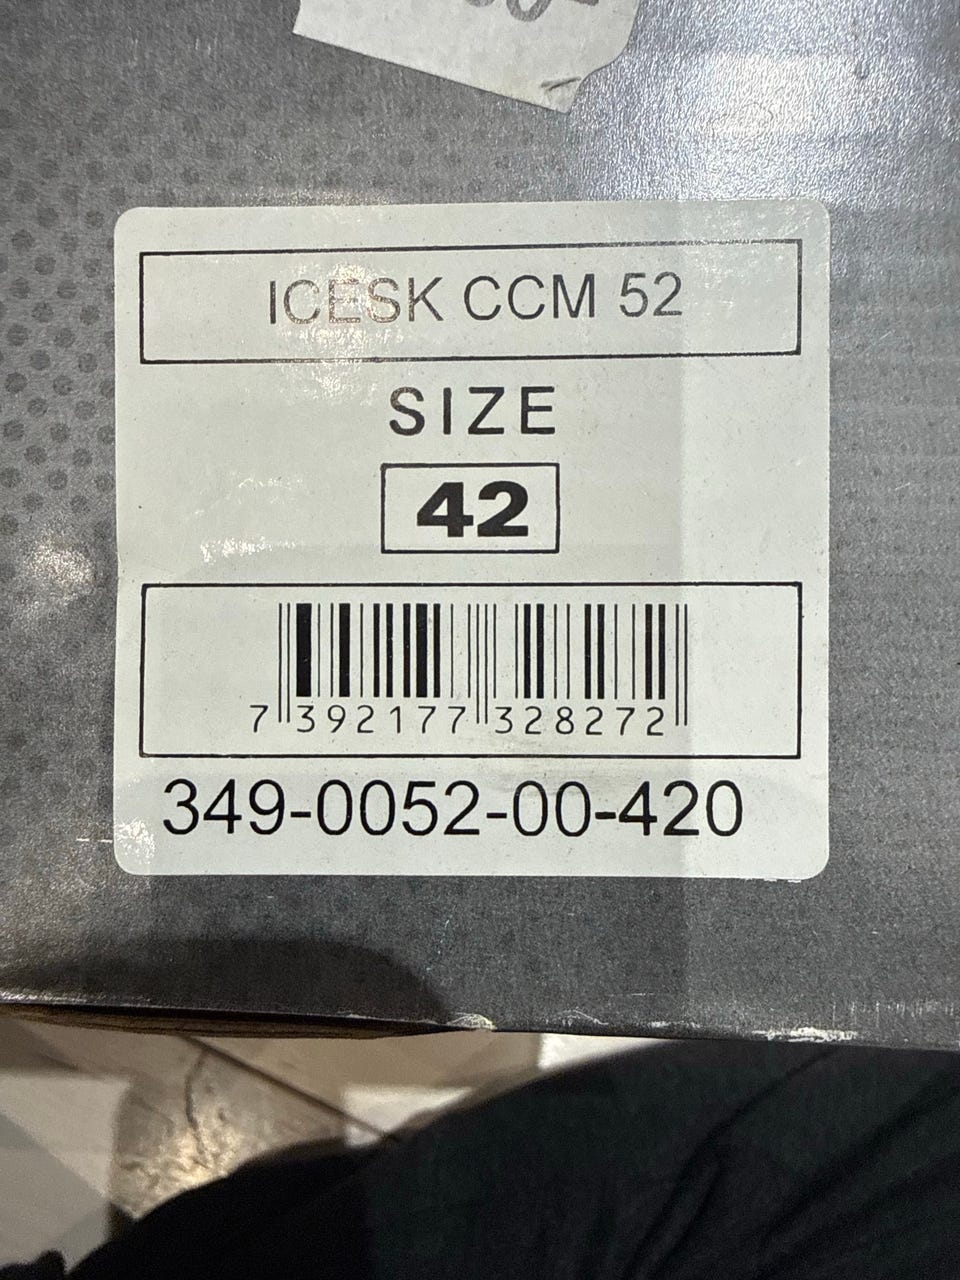 ICESK CCM 52
SIZE
42
7 392177 328272
349-0052-00-420